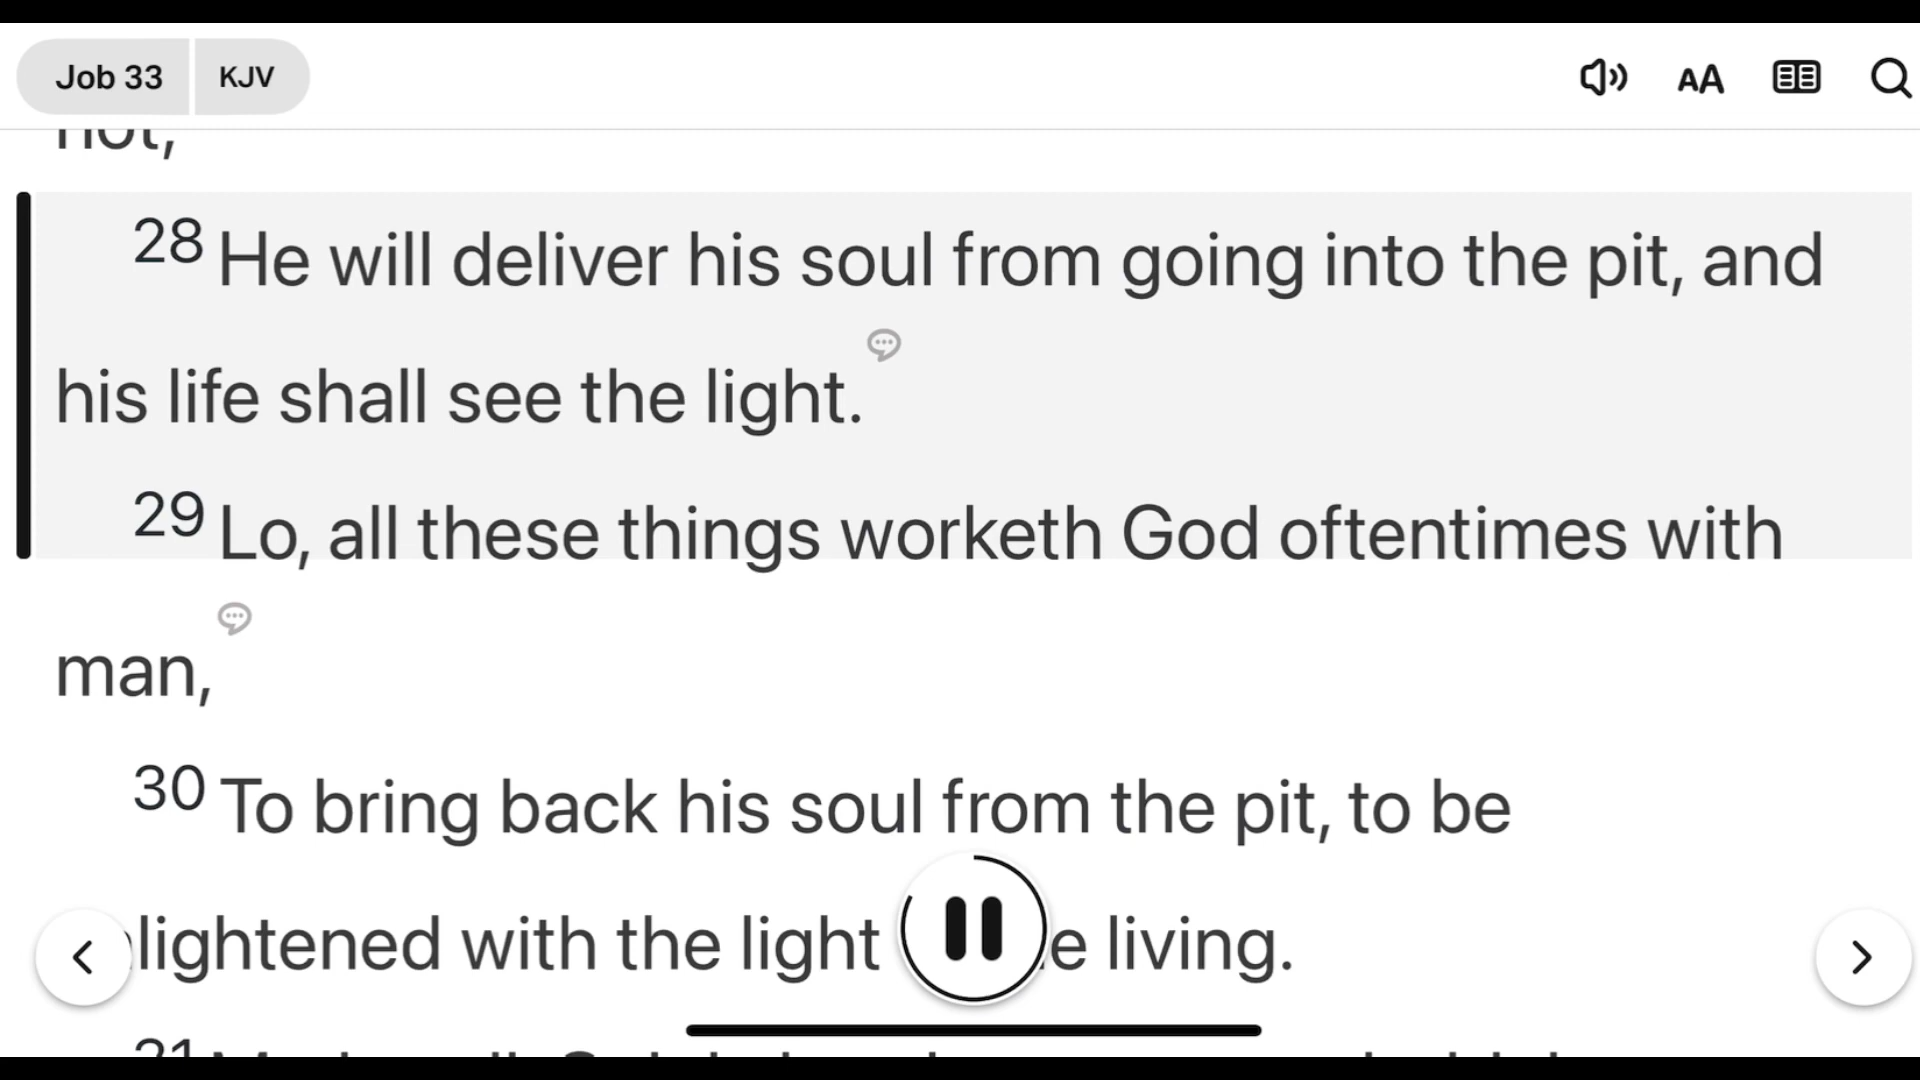 Job 33 KJV AA
not,
28 He will deliver his soul from going into the pit, and
his life shall see the light.
29 Lo, all these things worketh God oftentimes with
man,
30 To bring back his soul from the pit, to be
lightened with the light e living.